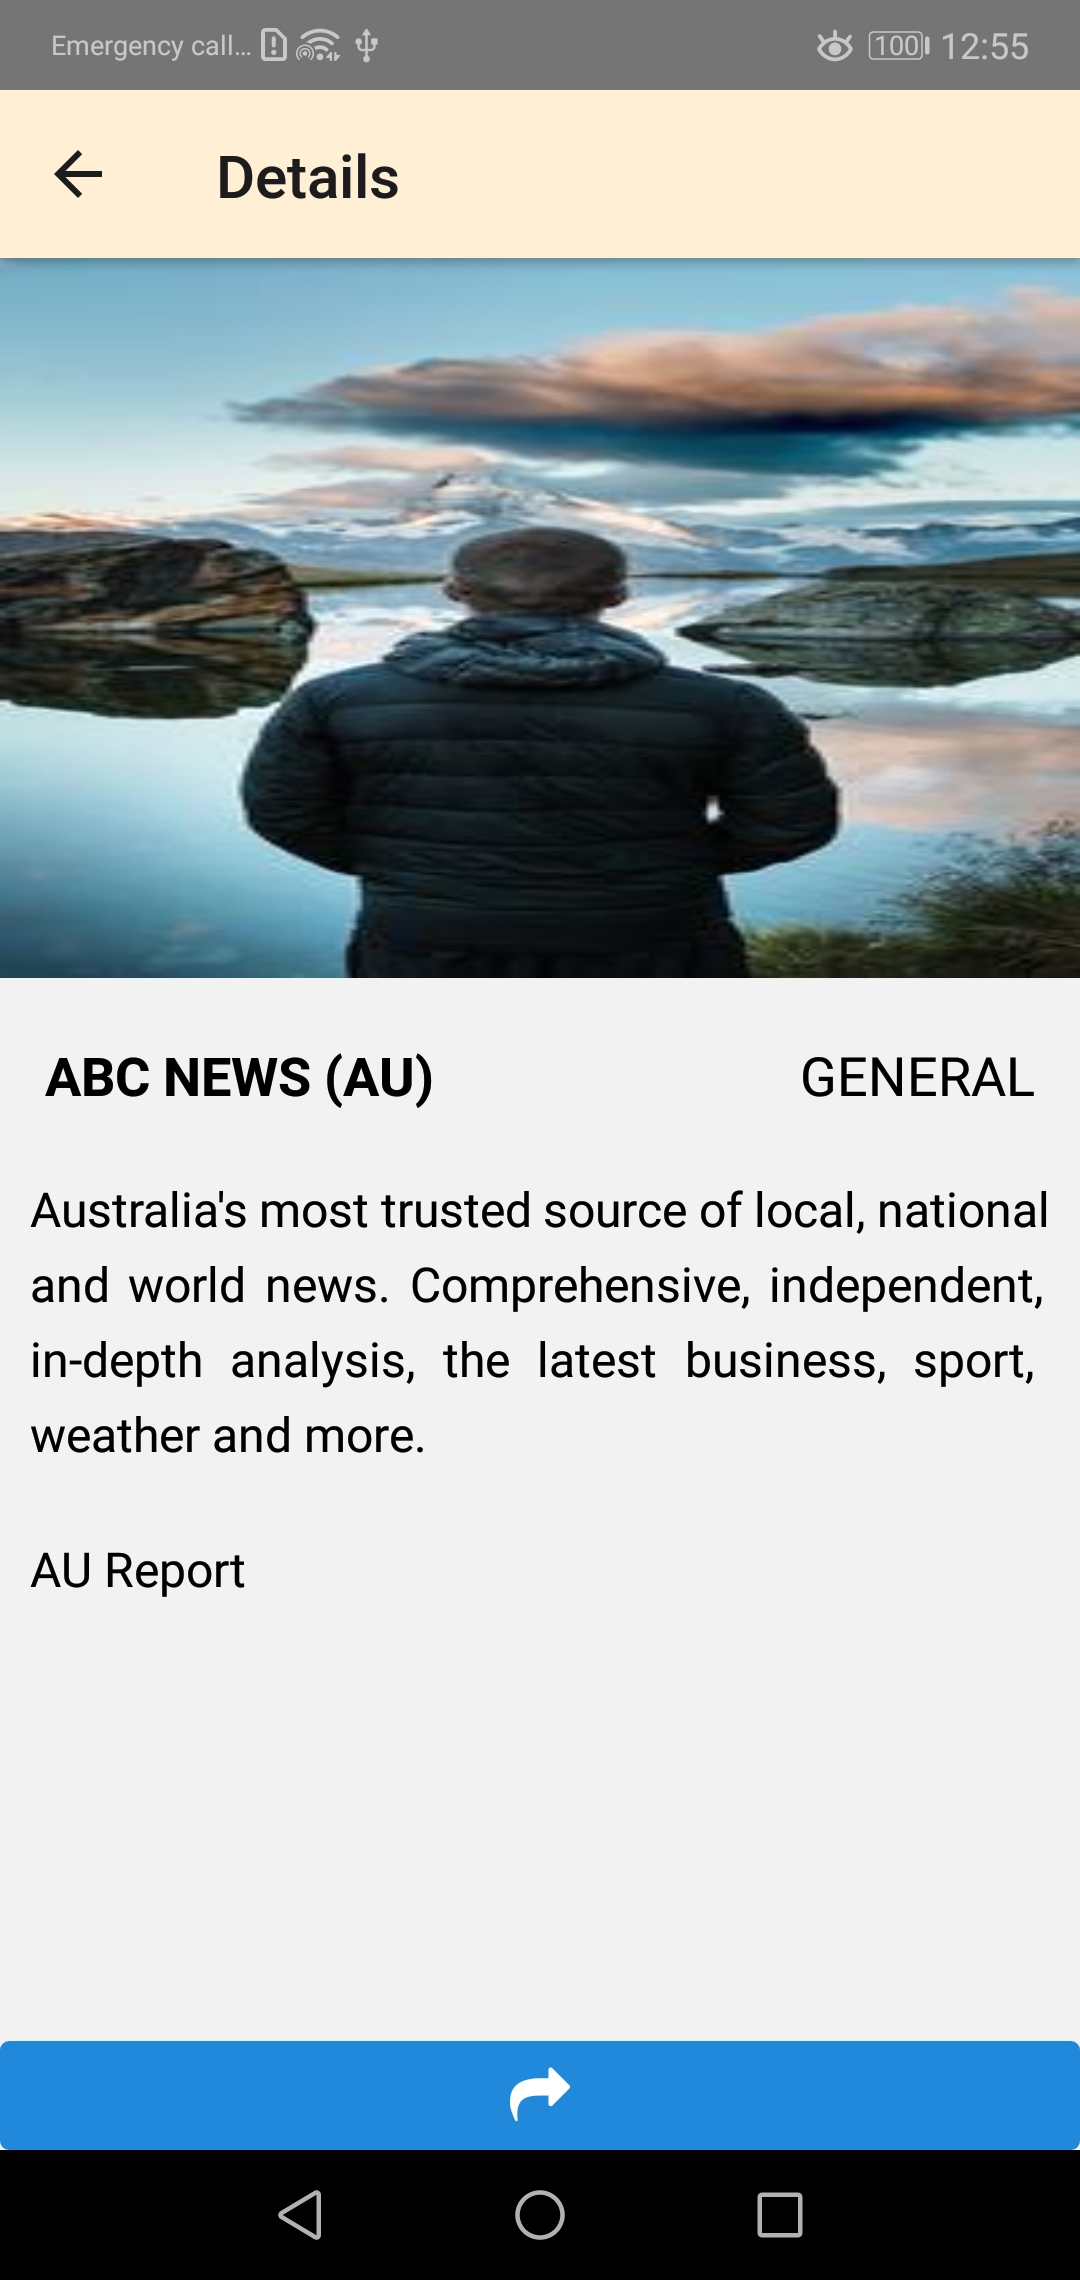 Emergency call... 100 12:55
Details
ABC NEWS (AU) GENERAL
Australia's most trusted source of local, national
and world news. Comprehensive, independent,
in-depth analysis, the latest business, sport,
weather and more.
AU Report